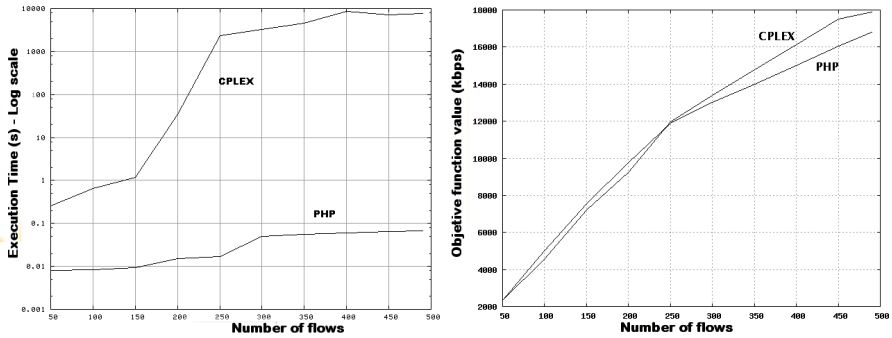 Execution Time (s) - Log scale
10000
1000
100
10
1
0.1
0.01
0.001
CPLEX
PHP
50 100 150 200 250 300 350 400 450 500
Number of flows
Objetive function value (kbps)
18000
16000
14000
12000
10000
8000
6000
4000
2000
CPLEX
PHP
50 100 150 200 250 300 350 400 450 500
Number of flows